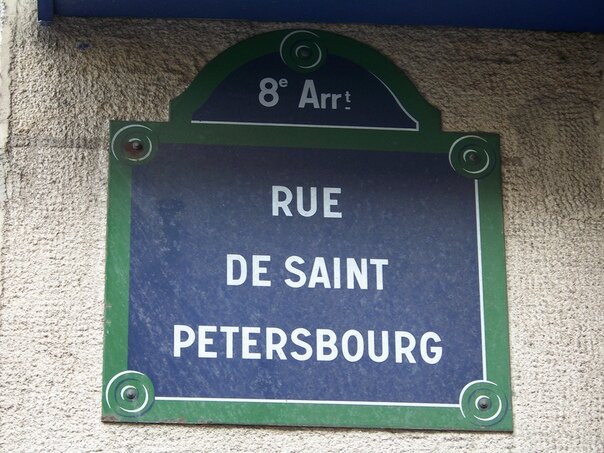 8e Arrt
RUE
DE SAINT
PETERSBOURG